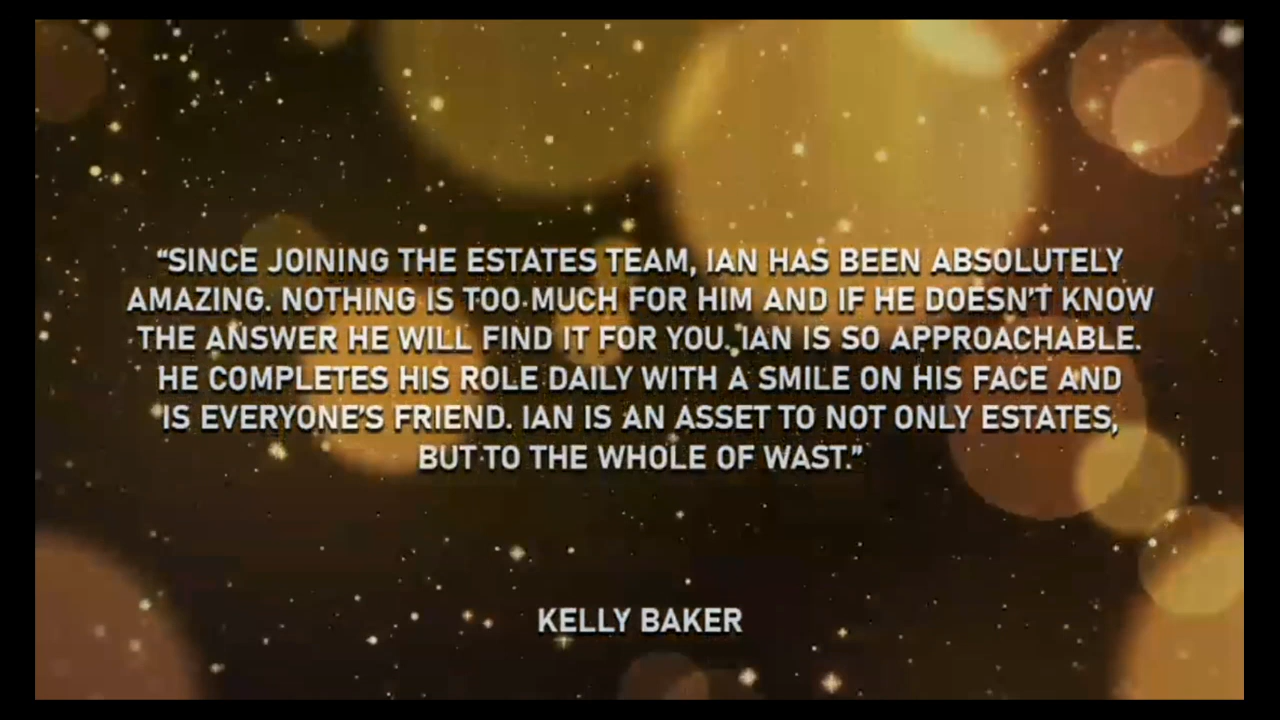 “SINCE JOINING THE ESTATES TEAM, IAN HAS BEEN ABSOLUTELY
AMAZING. NOTHING IS TOO MUCH FOR HIM AND IF HE DOESN’T KNOW
THE ANSWER HE WILL FIND IT FOR YOU. IAN IS SO APPROACHABLE.
HE COMPLETES HIS ROLE DAILY WITH A SMILE ON HIS FACE AND
IS EVERYONE’S FRIEND. IAN IS AN ASSET TO NOT ONLY ESTATES,
BUT TO THE WHOLE OF WAST.”
KELLY BAKER